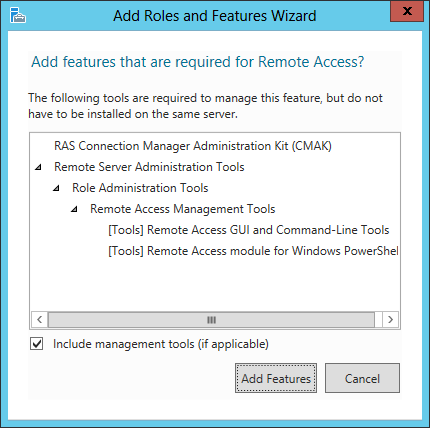 Add Roles and Features Wizard
x
Add features that are required for Remote Access?
The following tools are required to manage this feature, but do not
have to be installed on the same server.
RAS Connection Manager Administration Kit (CMAK)
Remote Server Administration Tools
Role Administration Tools
Remote Access Management Tools
[Tools] Remote Access GUI and Command-Line Tools
[Tools] Remote Access module for Windows PowerShel
Include management tools (if applicable)
Add Features
Cancel